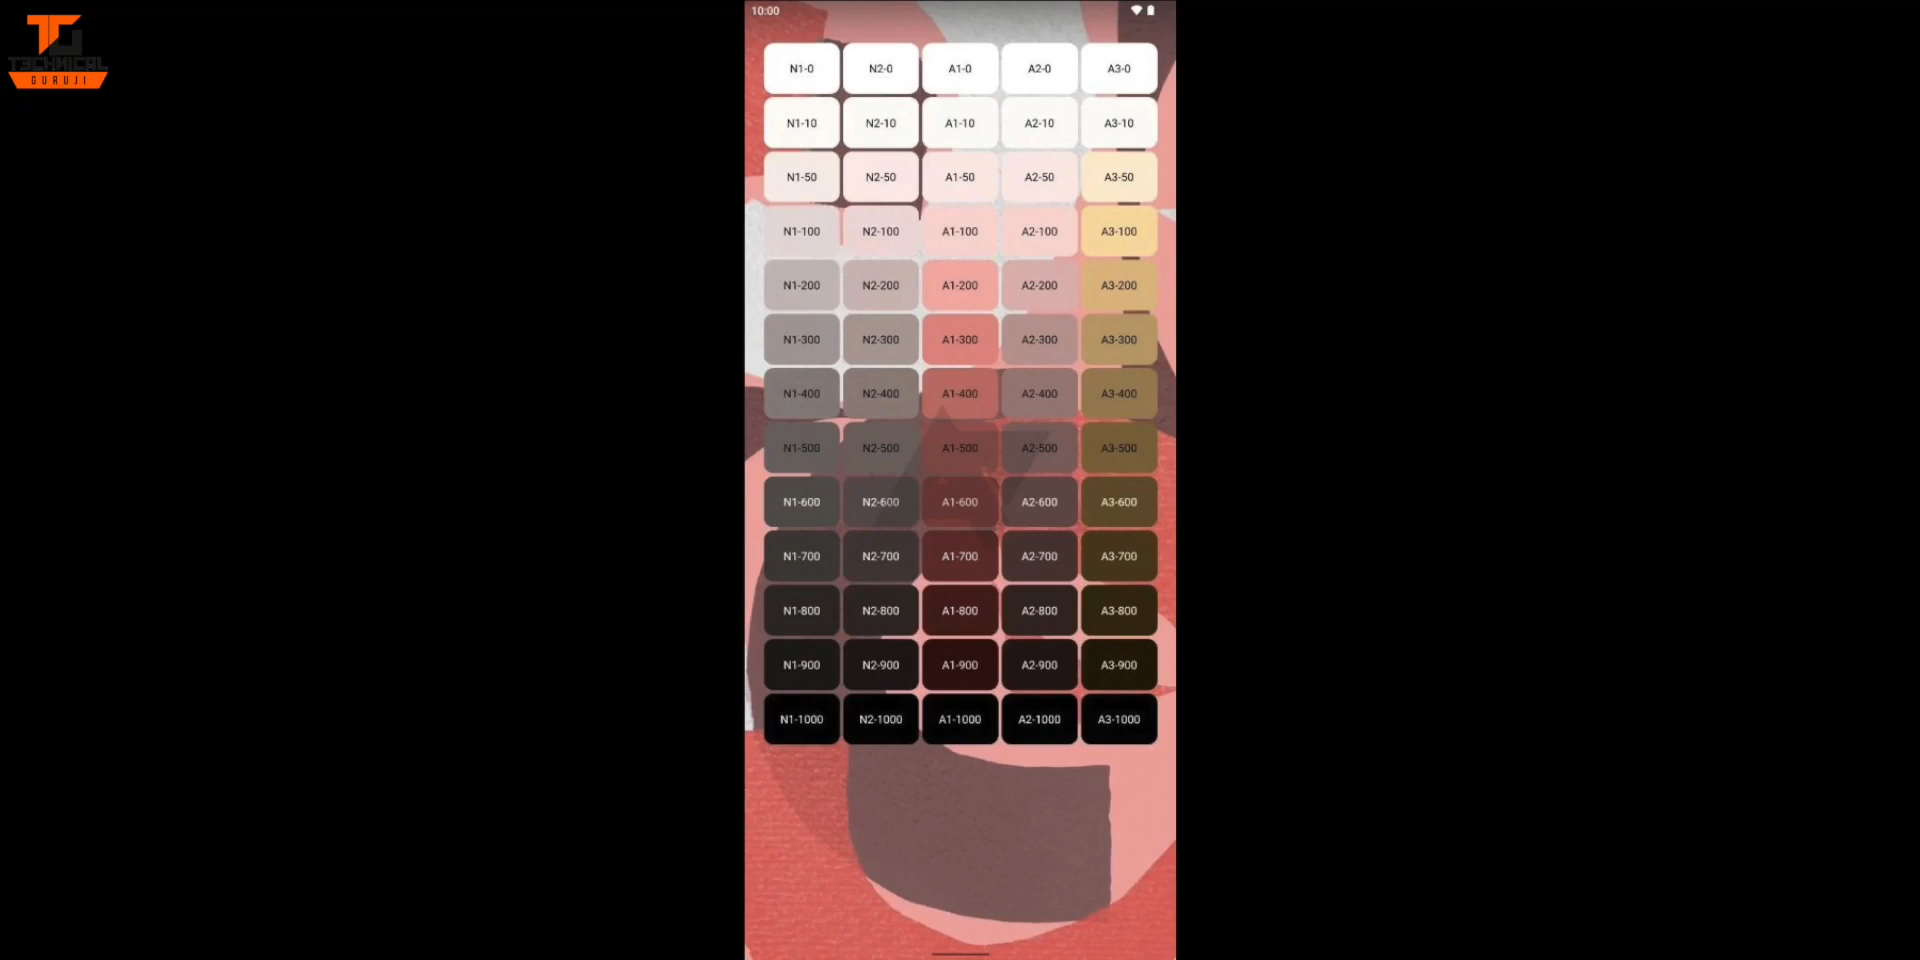 TECHNICAL
GURUJI
10:00
N1-0 N2-0 A1-0 A2-0 A3-0
N1-10 N2-10 A1-10 A2-10 A3-10
N1-50 N2-50 A1-50 A2-50 A3-50
N1-100 N2-100 A1-100 A2-100 A3-100
N1-200 N2-200 A1-200 A2-200 A3-200
N1-300 N2-300 A1-300 A2-300 A3-300
N1-400 N2-400 A1-400 A2-400 A3-400
N1-500 N2-500 A1-500 A2-500 A3-500
N1-600 N2-600 A1-600 A2-600 A3-600
N1-700 N2-700 A1-700 A2-700 A3-700
N1-800 N2-800 A1-800 A2-800 A3-800
N1-900 N2-900 A1-900 A2-900 A3-900
N1-1000 N2-1000 A1-1000 A2-1000 A3-1000